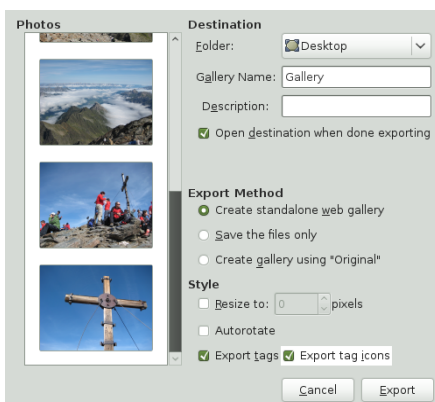 Photos
Destination
Folder: Desktop
Gallery Name: Gallery
Description:
Open destination when done exporting
Export Method
Create standalone web gallery
Save the files only
Create gallery using "Original"
Style
Resize to: 0 pixels
Autorotate
Export tags Export tag icons
Cancel Export